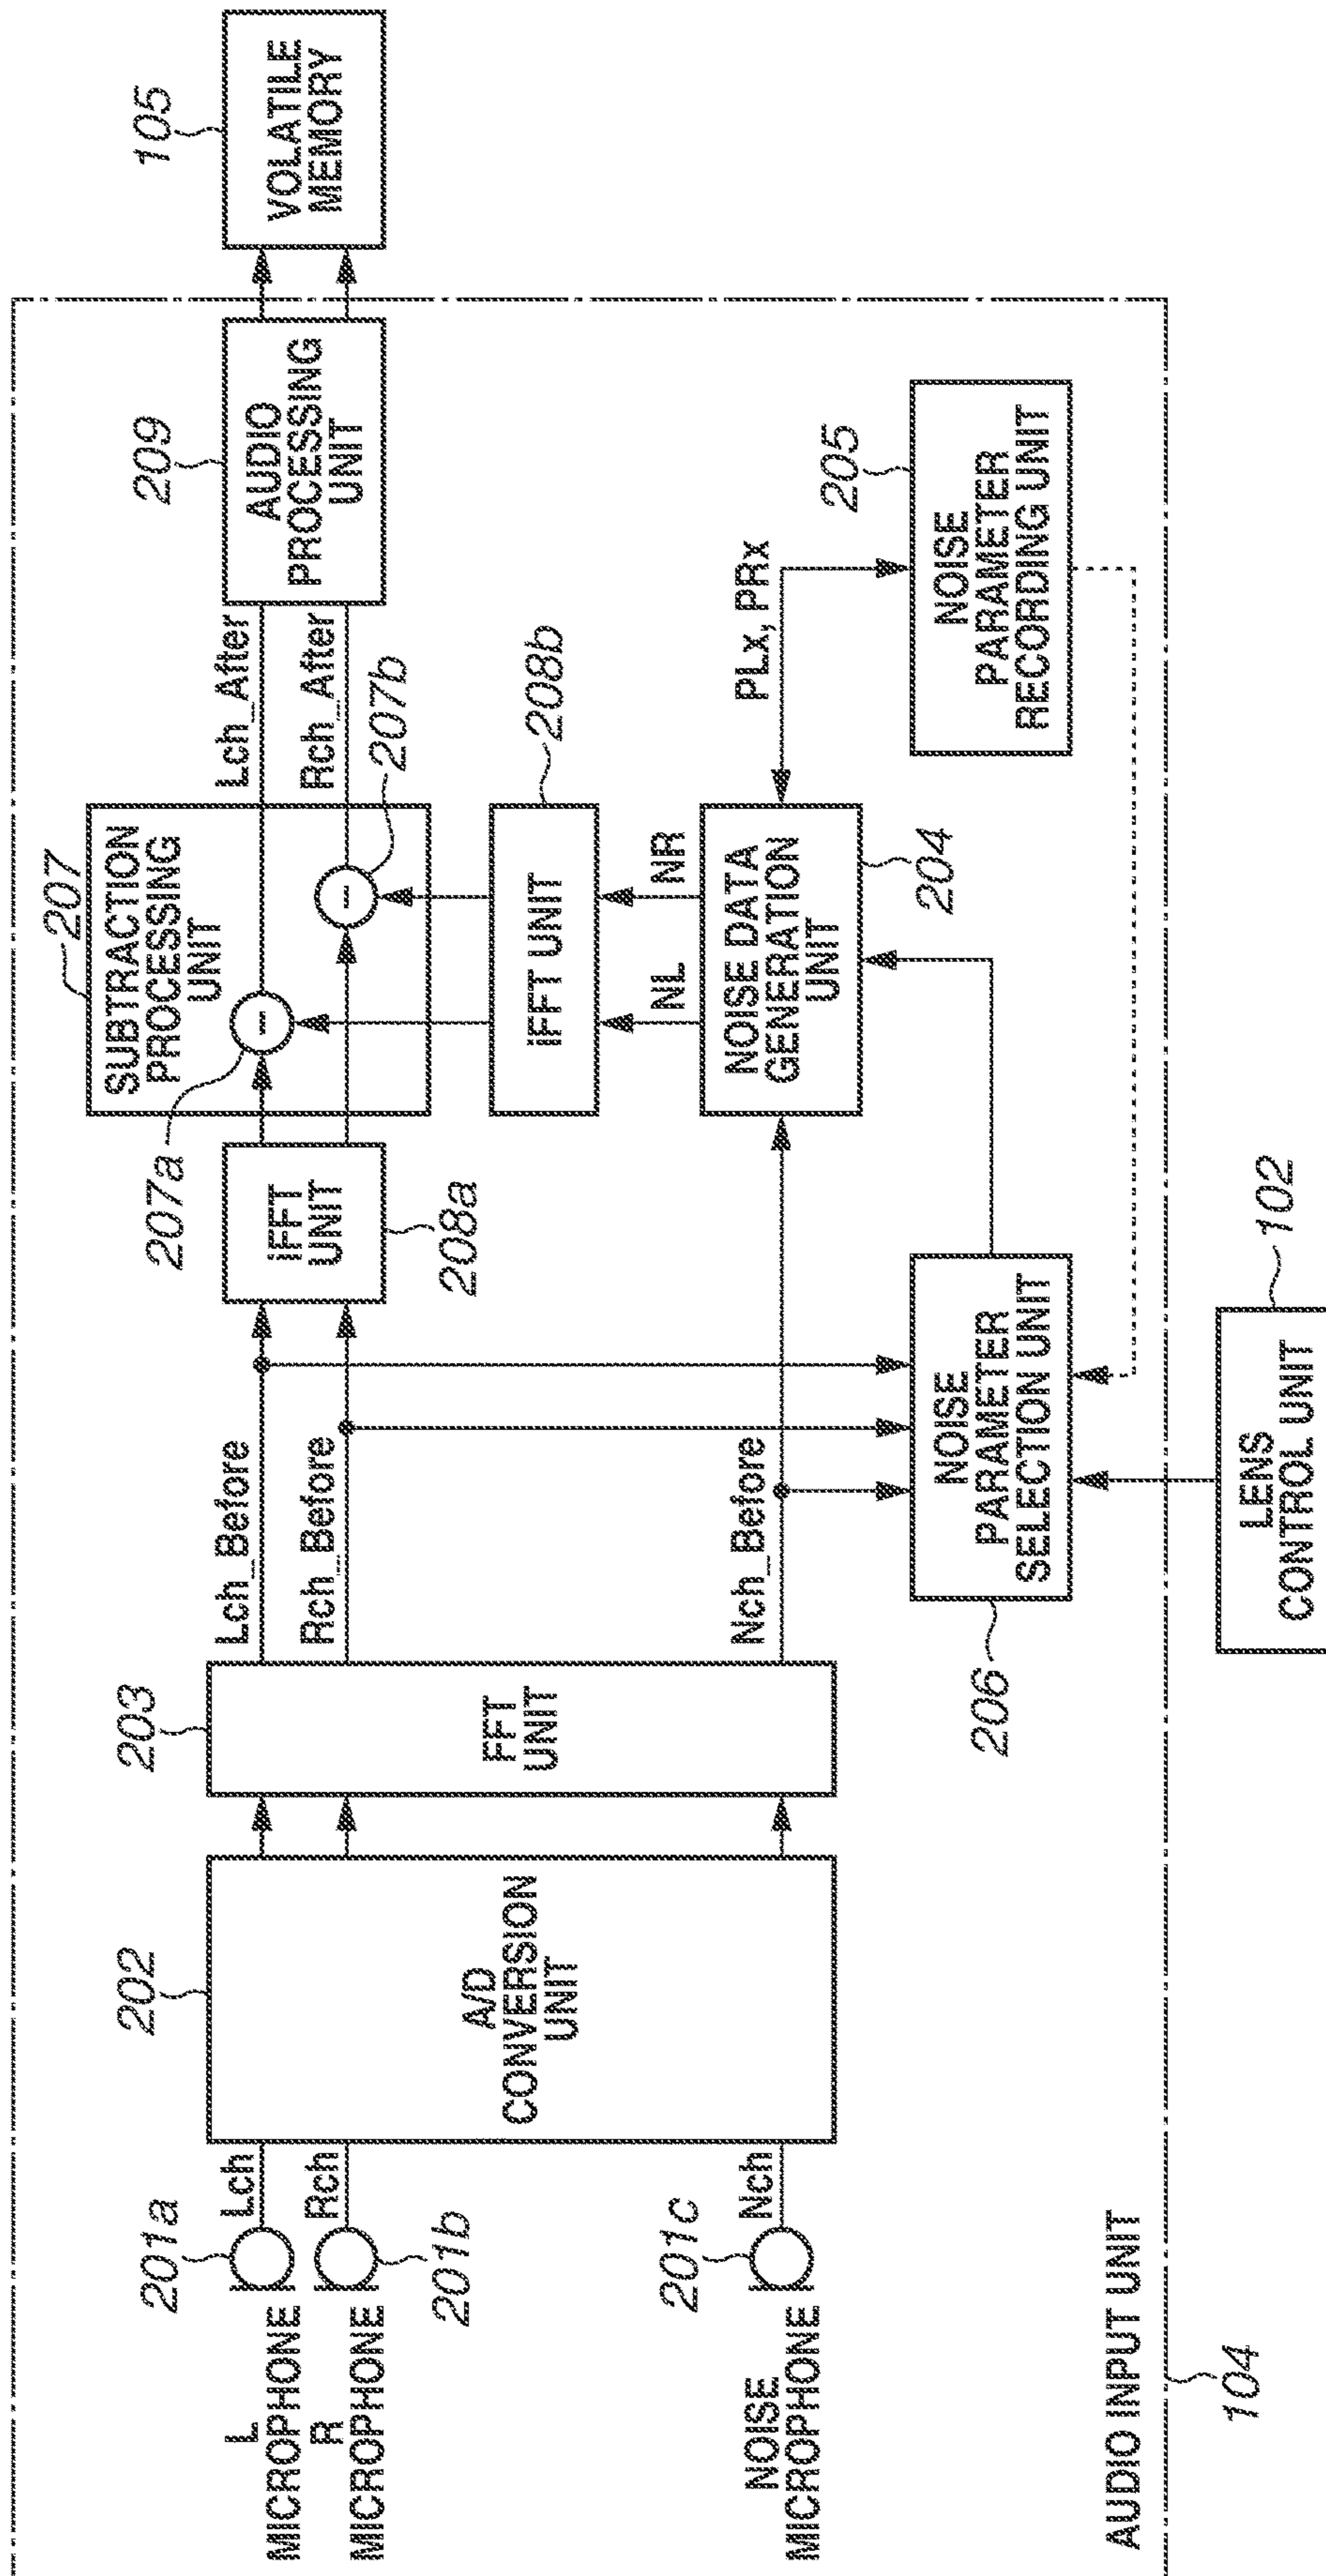 L
MICROPHONE
R
MICROPHONE
NOISE
MICROPHONE
201a
Lch
Rch
201b
201c
Nch
202
A/D
CONVERSION
UNIT
203
FFT
UNIT
Lch_Before
Rch_Before
Nch_Before
iFFT
UNIT
208a
207
SUBTRACTION
PROCESSING
UNIT
207a
207b
Lch_After
Rch_After
209
AUDIO
PROCESSING
UNIT
105
VOLATILE
MEMORY
iFFT UNIT
208b
NL
NR
NOISE DATA
GENERATION
UNIT
204
PLx, PRx
205
NOISE
PARAMETER
RECORDING UNIT
NOISE
PARAMETER
SELECTION UNIT
206
LENS
CONTROL UNIT
102
AUDIO INPUT UNIT
104